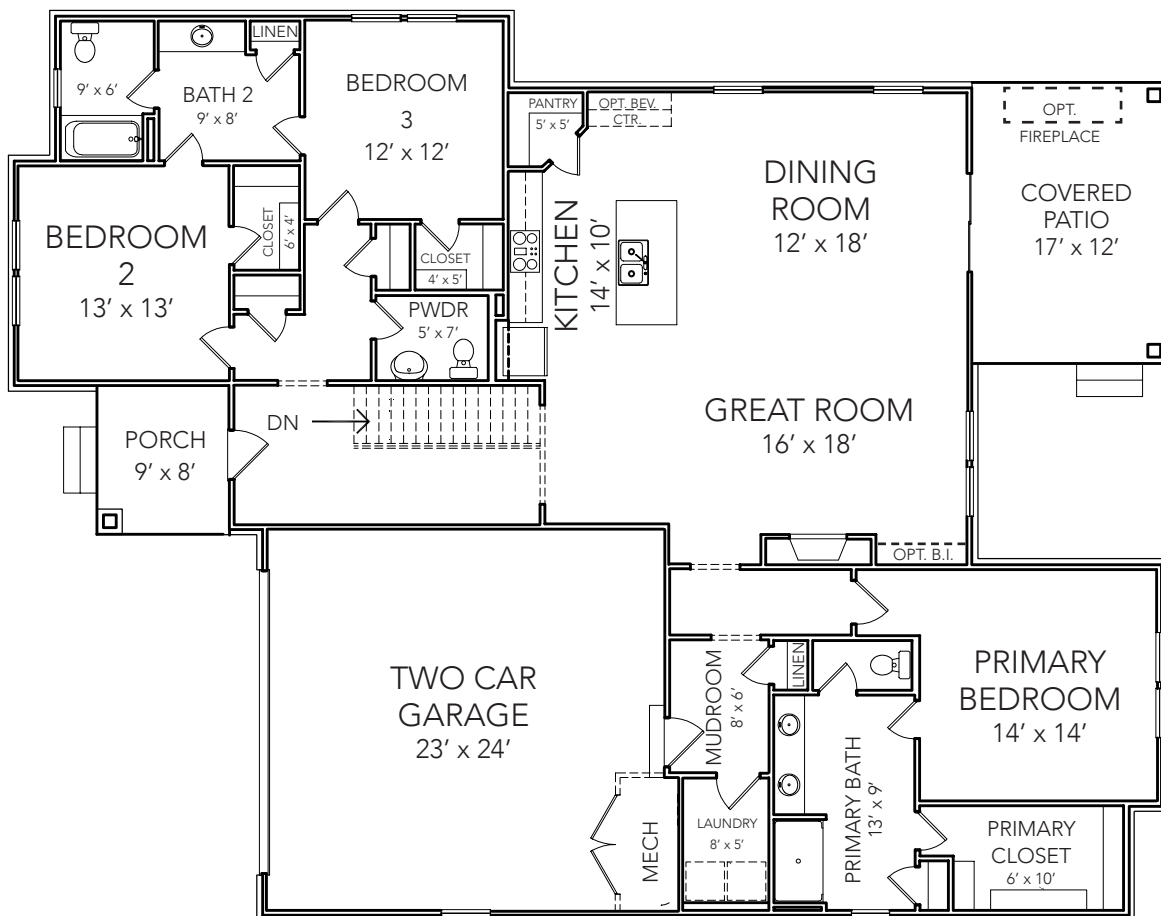 LINEN
9' x 6'
BATH 2
9' x 8'
BEDROOM
3
12' x 12'
PANTRY
5' x 5'
OPT. BEV.
CTR.
OPT.
FIREPLACE
COVERED
PATIO
17' x 12'
DINING
ROOM
12' x 18'
KITCHEN
14' x 10'
BEDROOM
2
13' x 13'
CLOSET
6' x 4'
CLOSET
4' x 5'
PWDR
5' x 7'
GREAT ROOM
16' x 18'
DN
PORCH
9' x 8'
OPT. B.I.
TWO CAR
GARAGE
23' x 24'
MUDROOM
8' x 6'
LINEN
PRIMARY
BEDROOM
14' x 14'
PRIMARY BATH
13' x 9'
LAUNDRY
8' x 5'
MECH
PRIMARY
CLOSET
6' x 10'